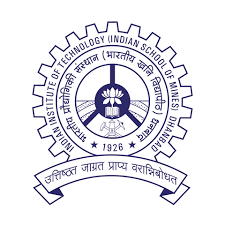 INDIAN INSTITUTE OF TECHNOLOGY (INDIAN SCHOOL OF MINES) DHANBAD
भारतीय प्रौद्योगिकी संस्थान (भारतीय खनि विद्यापीठ) धनबाद
1926
उत्तिष्ठत जाग्रत प्राप्य वरान्निबोधत